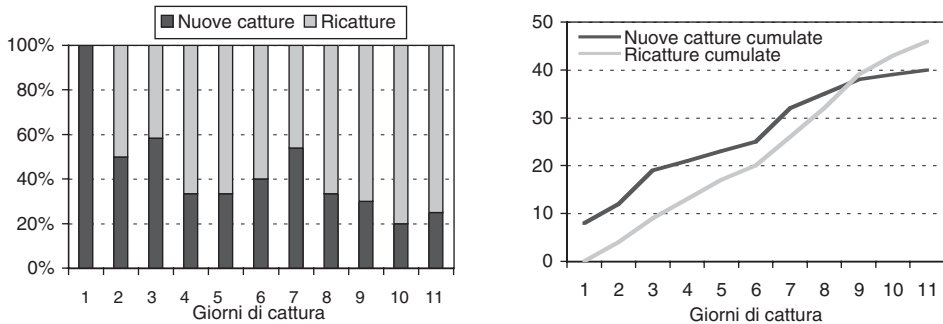 Nuove catture Ricatture
100%
80%
60%
40%
20%
0%
1 2 3 4 5 6 7 8 9 10 11
Giorni di cattura
50
40
30
20
10
0
Nuove catture cumulate
Ricatture cumulate
1 2 3 4 5 6 7 8 9 10 11
Giorni di cattura